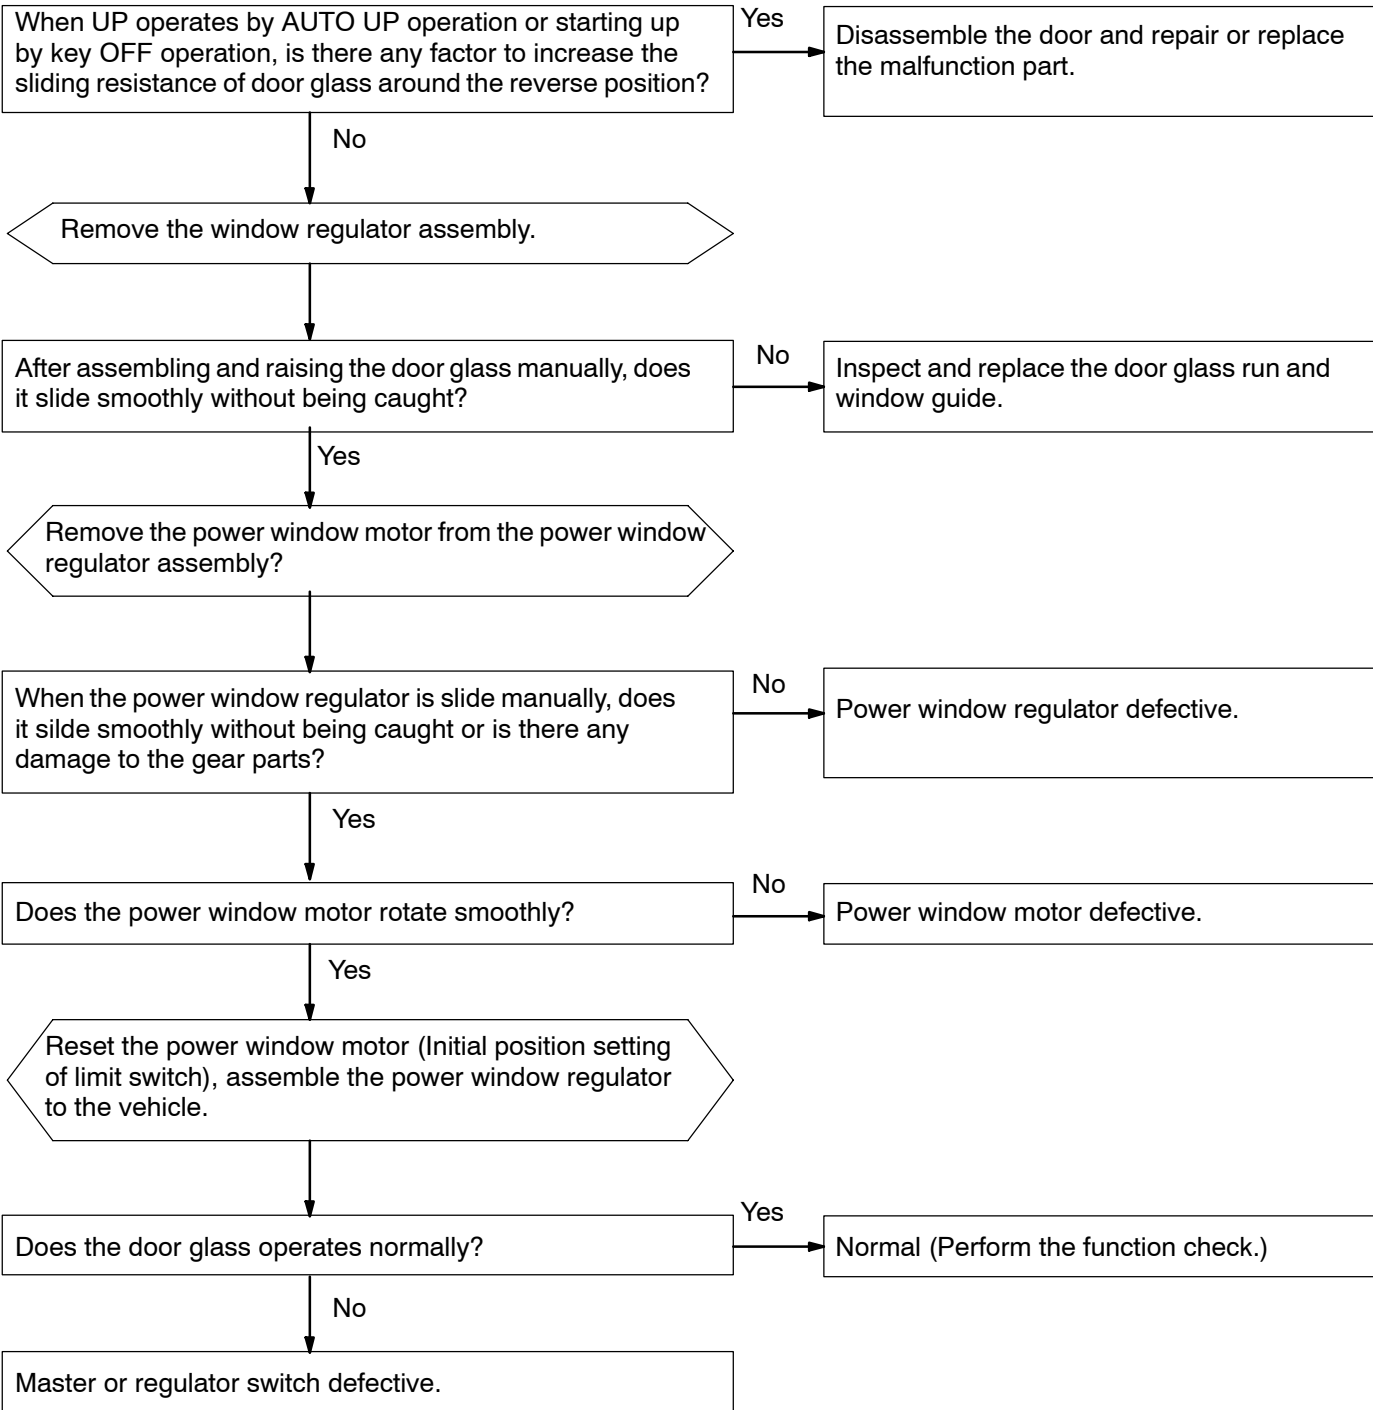 When UP operates by AUTO UP operation or starting up
by key OFF operation, is there any factor to increase the
sliding resistance of door glass around the reverse position?
Yes
Disassemble the door and repair or replace
the malfunction part.
No
Remove the window regulator assembly.
After assembling and raising the door glass manually, does
it slide smoothly without being caught?
No
Inspect and replace the door glass run and
window guide.
Yes
Remove the power window motor from the power window
regulator assembly?
When the power window regulator is slide manually, does
it silde smoothly without being caught or is there any
damage to the gear parts?
No
Power window regulator defective.
Yes
Does the power window motor rotate smoothly?
No
Power window motor defective.
Yes
Reset the power window motor (Initial position setting
of limit switch), assemble the power window regulator
to the vehicle.
Does the door glass operates normally?
Yes
Normal (Perform the function check.)
No
Master or regulator switch defective.